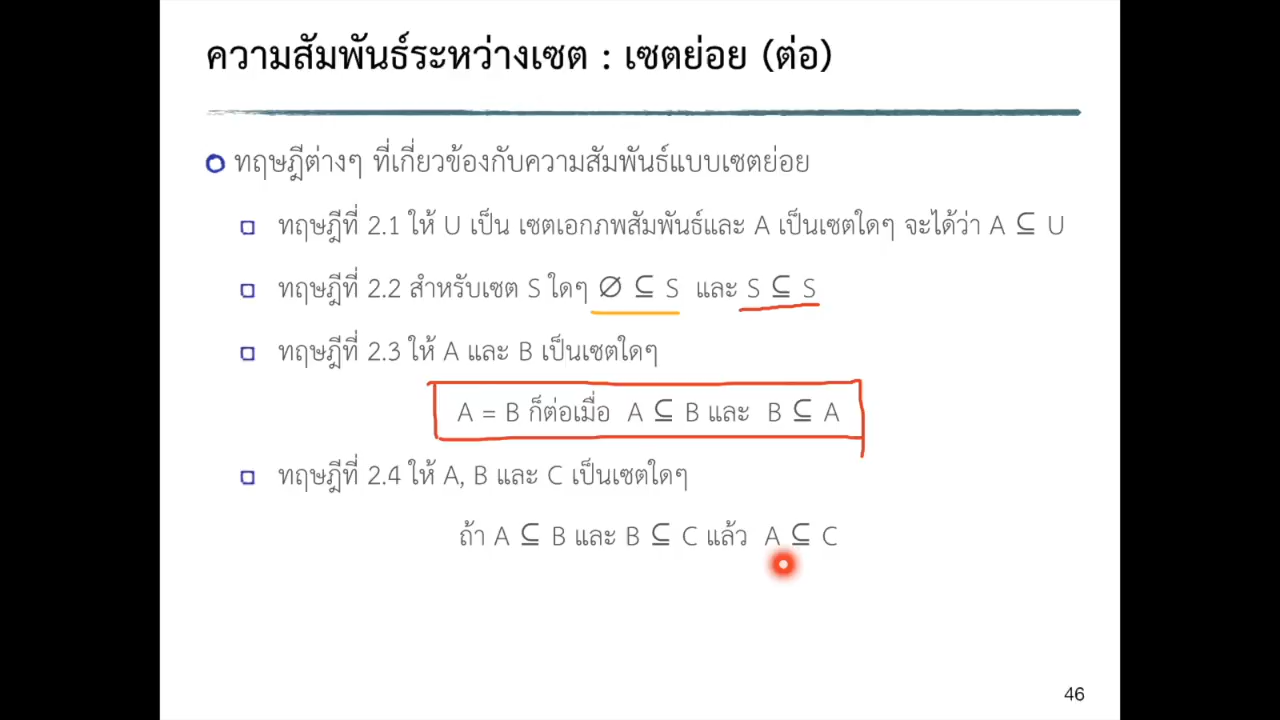 ความสัมพันธ์ระหว่างเซต : เซตย่อย (ต่อ)
ทฤษฎีต่างๆ ที่เกี่ยวข้องกับความสัมพันธ์แบบเซตย่อย
ทฤษฎีที่ 2.1 ให้ U เป็น เซตเอกภพสัมพันธ์และ A เป็นเซตใดๆ จะได้ว่า A ⊆ U
ทฤษฎีที่ 2.2 สำหรับเซต S ใดๆ ∅ ⊆ S และ S ⊆ S
ทฤษฎีที่ 2.3 ให้ A และ B เป็นเซตใดๆ
A = B ก็ต่อเมื่อ A ⊆ B และ B ⊆ A
ทฤษฎีที่ 2.4 ให้ A, B และ C เป็นเซตใดๆ
ถ้า A ⊆ B และ B ⊆ C แล้ว A ⊆ C
46